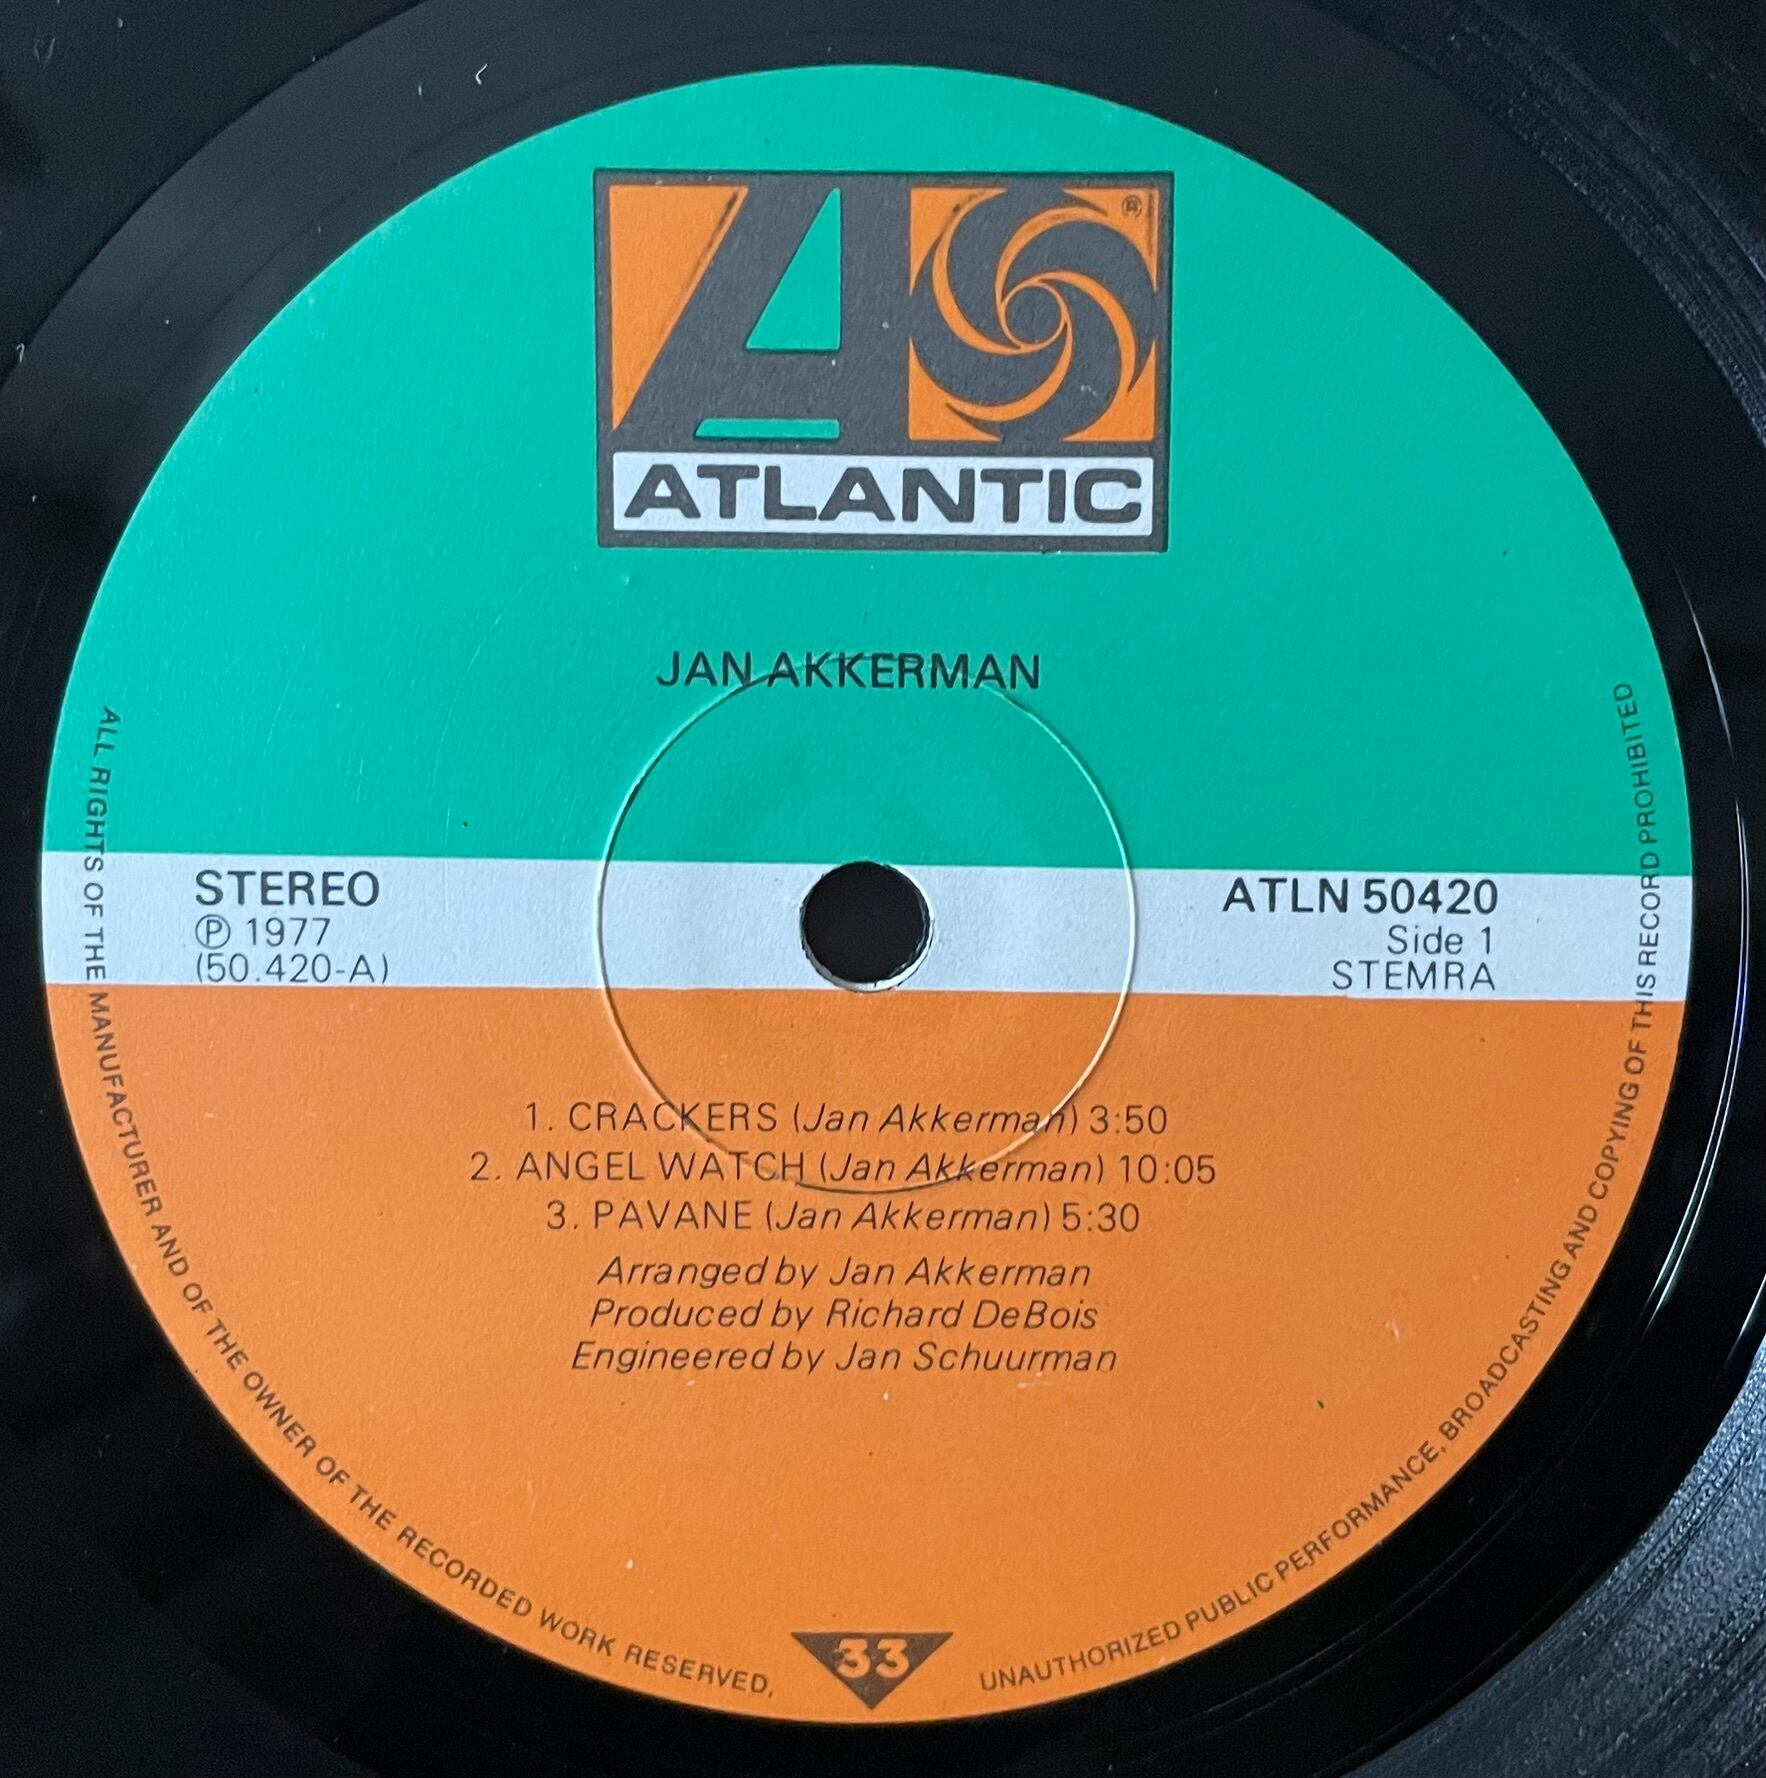 ®
ATLANTIC
JAN AKKERMAN
STEREO
℗ 1977
(50.420-A)
ATLN 50420
Side 1
STEMRA
1. CRACKERS (Jan Akkerman) 3:50
2. ANGEL WATCH (Jan Akkerman) 10:05
3. PAVANE (Jan Akkerman) 5:30
Arranged by Jan Akkerman
Produced by Richard DeBois
Engineered by Jan Schuurman
33
ALL RIGHTS OF THE MANUFACTURER AND OF THE OWNER OF THE RECORDED WORK RESERVED.
UNAUTHORIZED PUBLIC PERFORMANCE, BROADCASTING AND COPYING OF THIS RECORD PROHIBITED